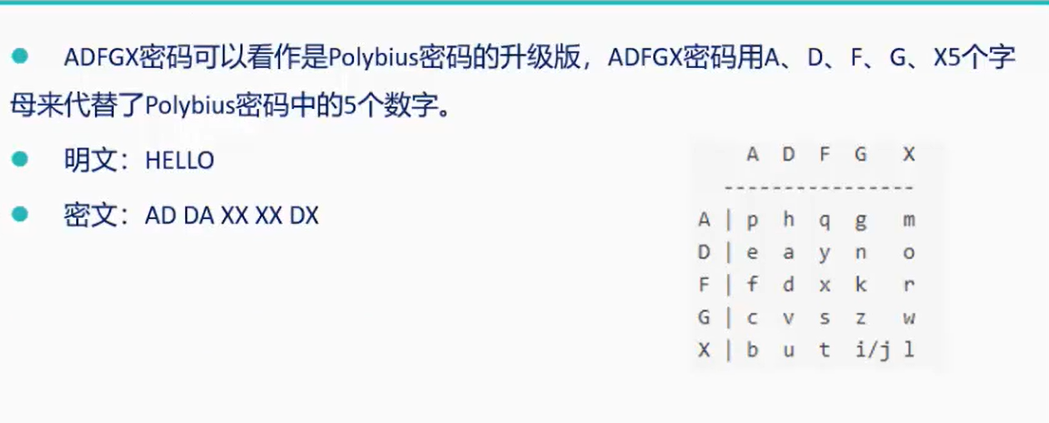 ADFGX密码可以看作是Polybius密码的升级版，ADFGX密码用A、D、F、G、X5个字
母来代替了Polybius密码中的5个数字。
明文：HELLO
密文：AD DA XX XX DX
A D F G X
----------------
A | p h q g m
D | e a y n o
F | f d x k r
G | c v s z w
X | b u t i/j l